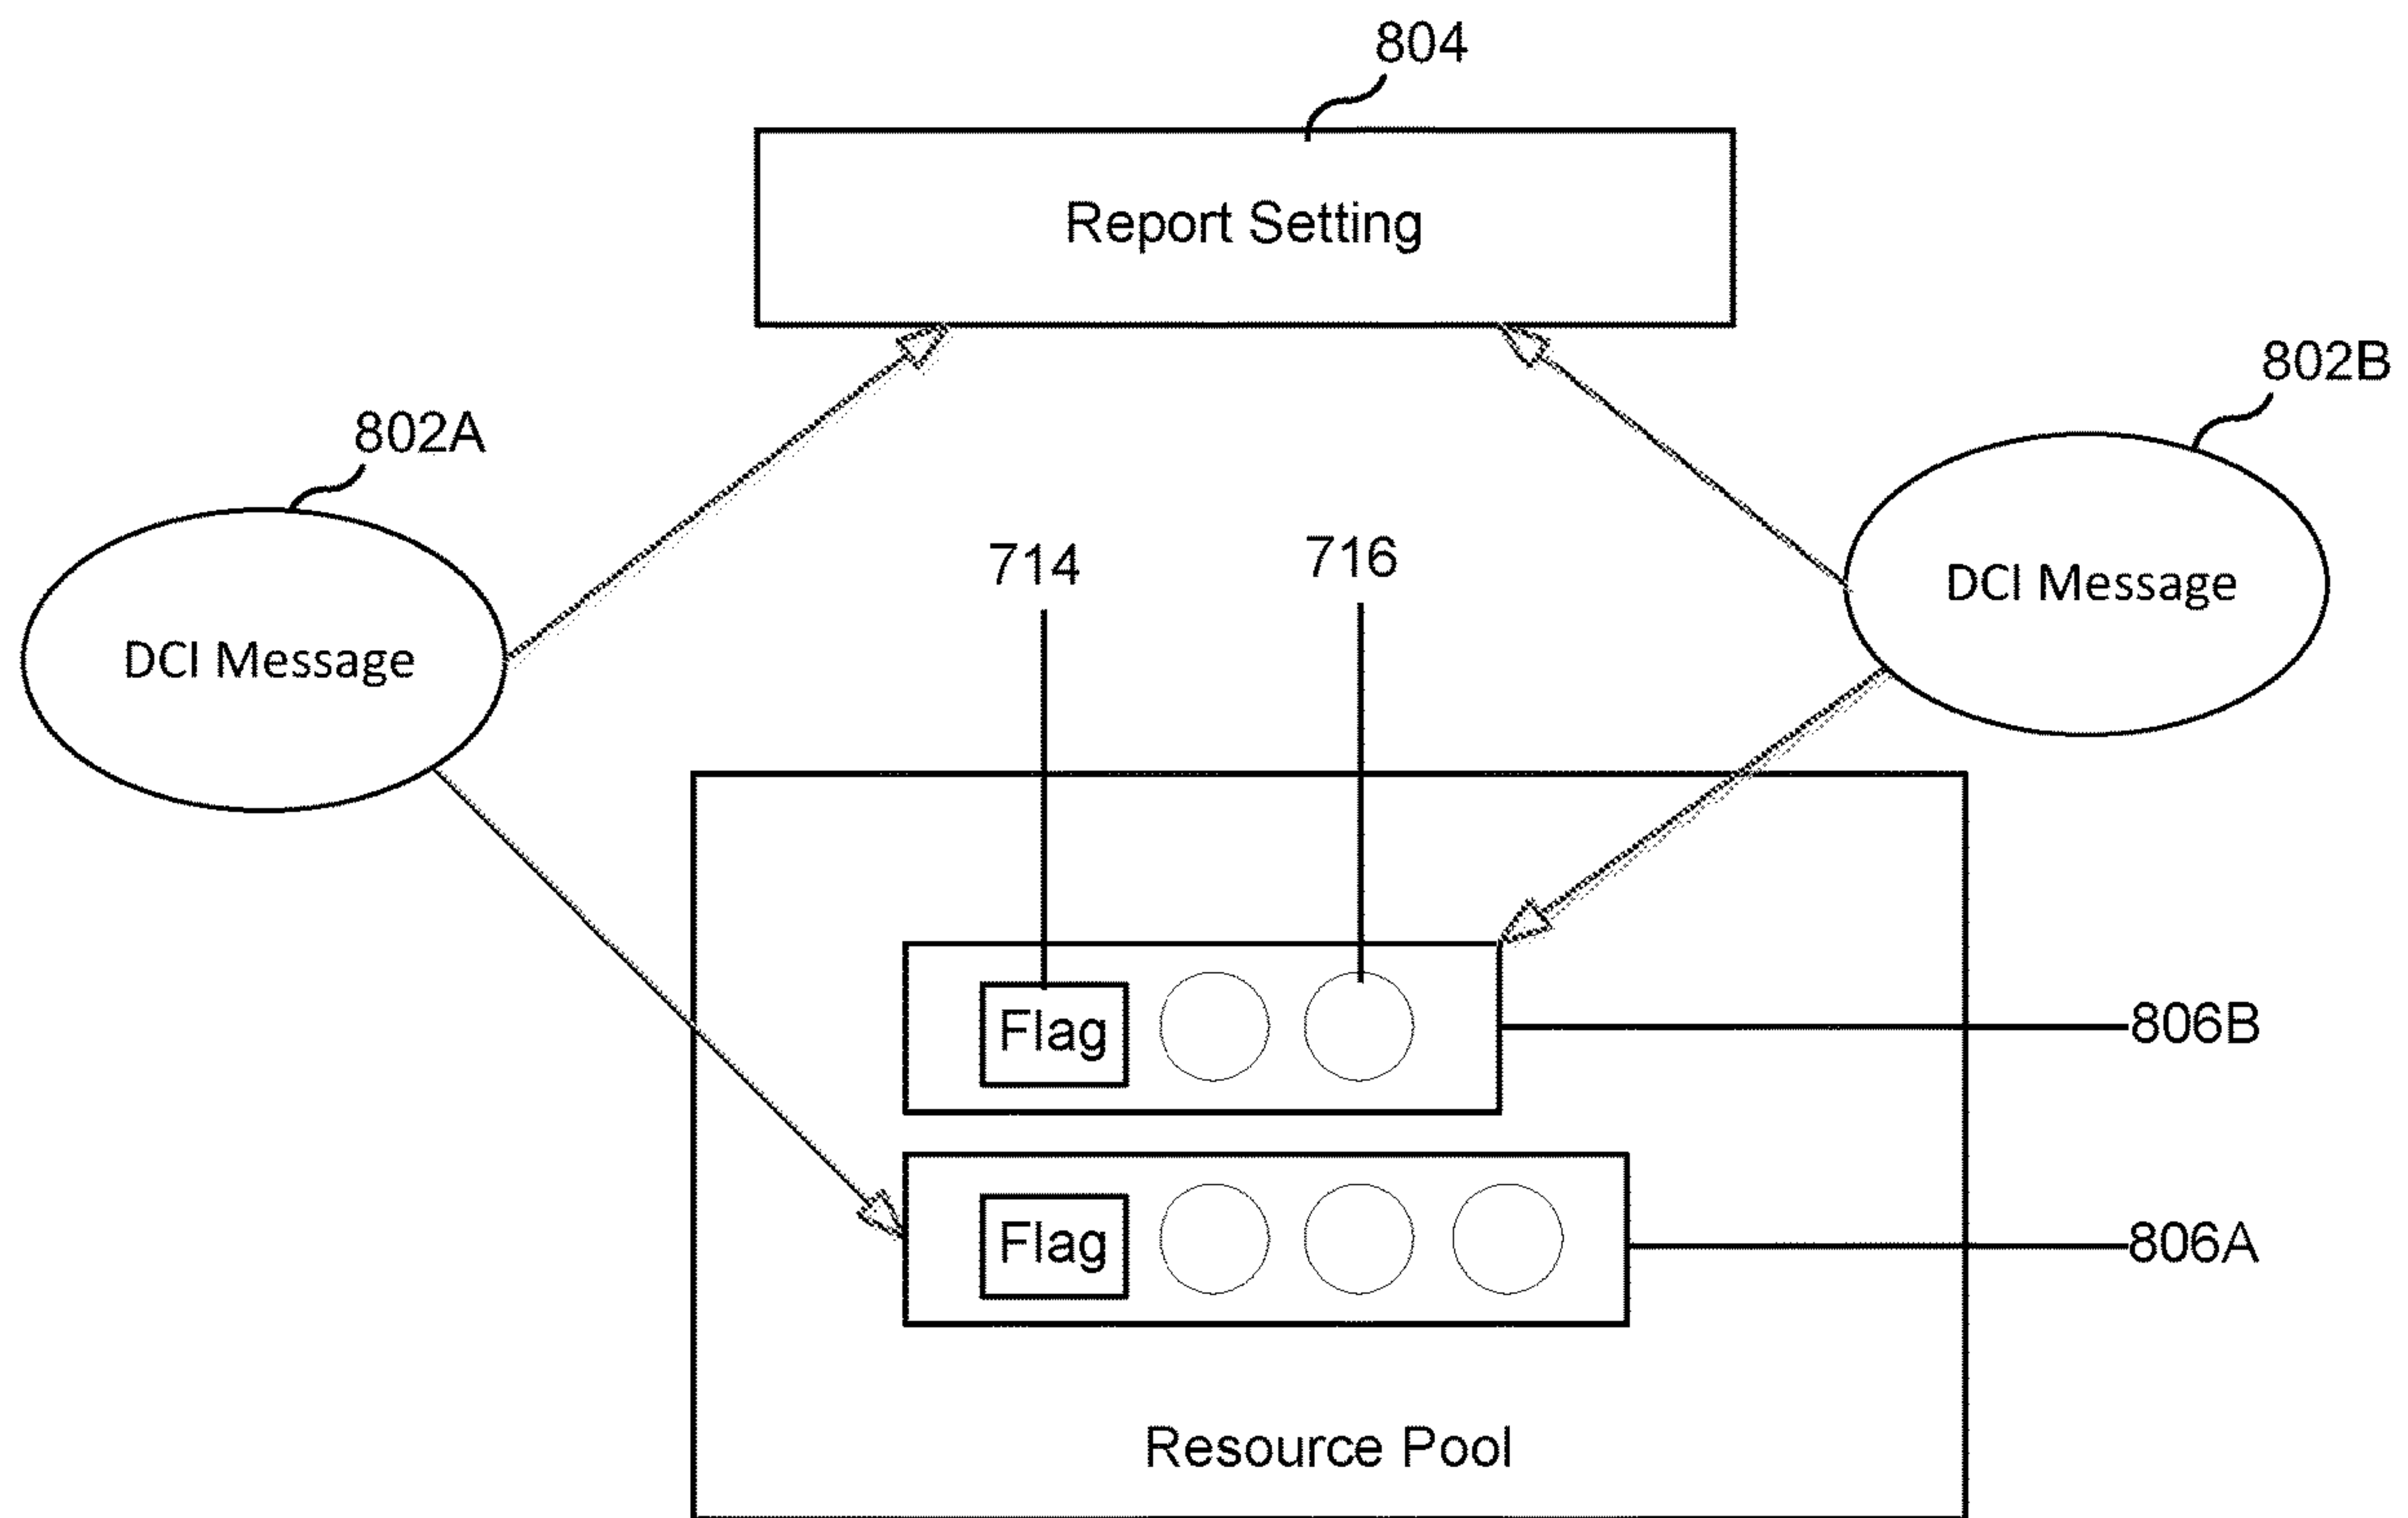 804
Report Setting
802B
802A
714
716
DCI Message
DCI Message
Flag
806B
Flag
806A
Resource Pool